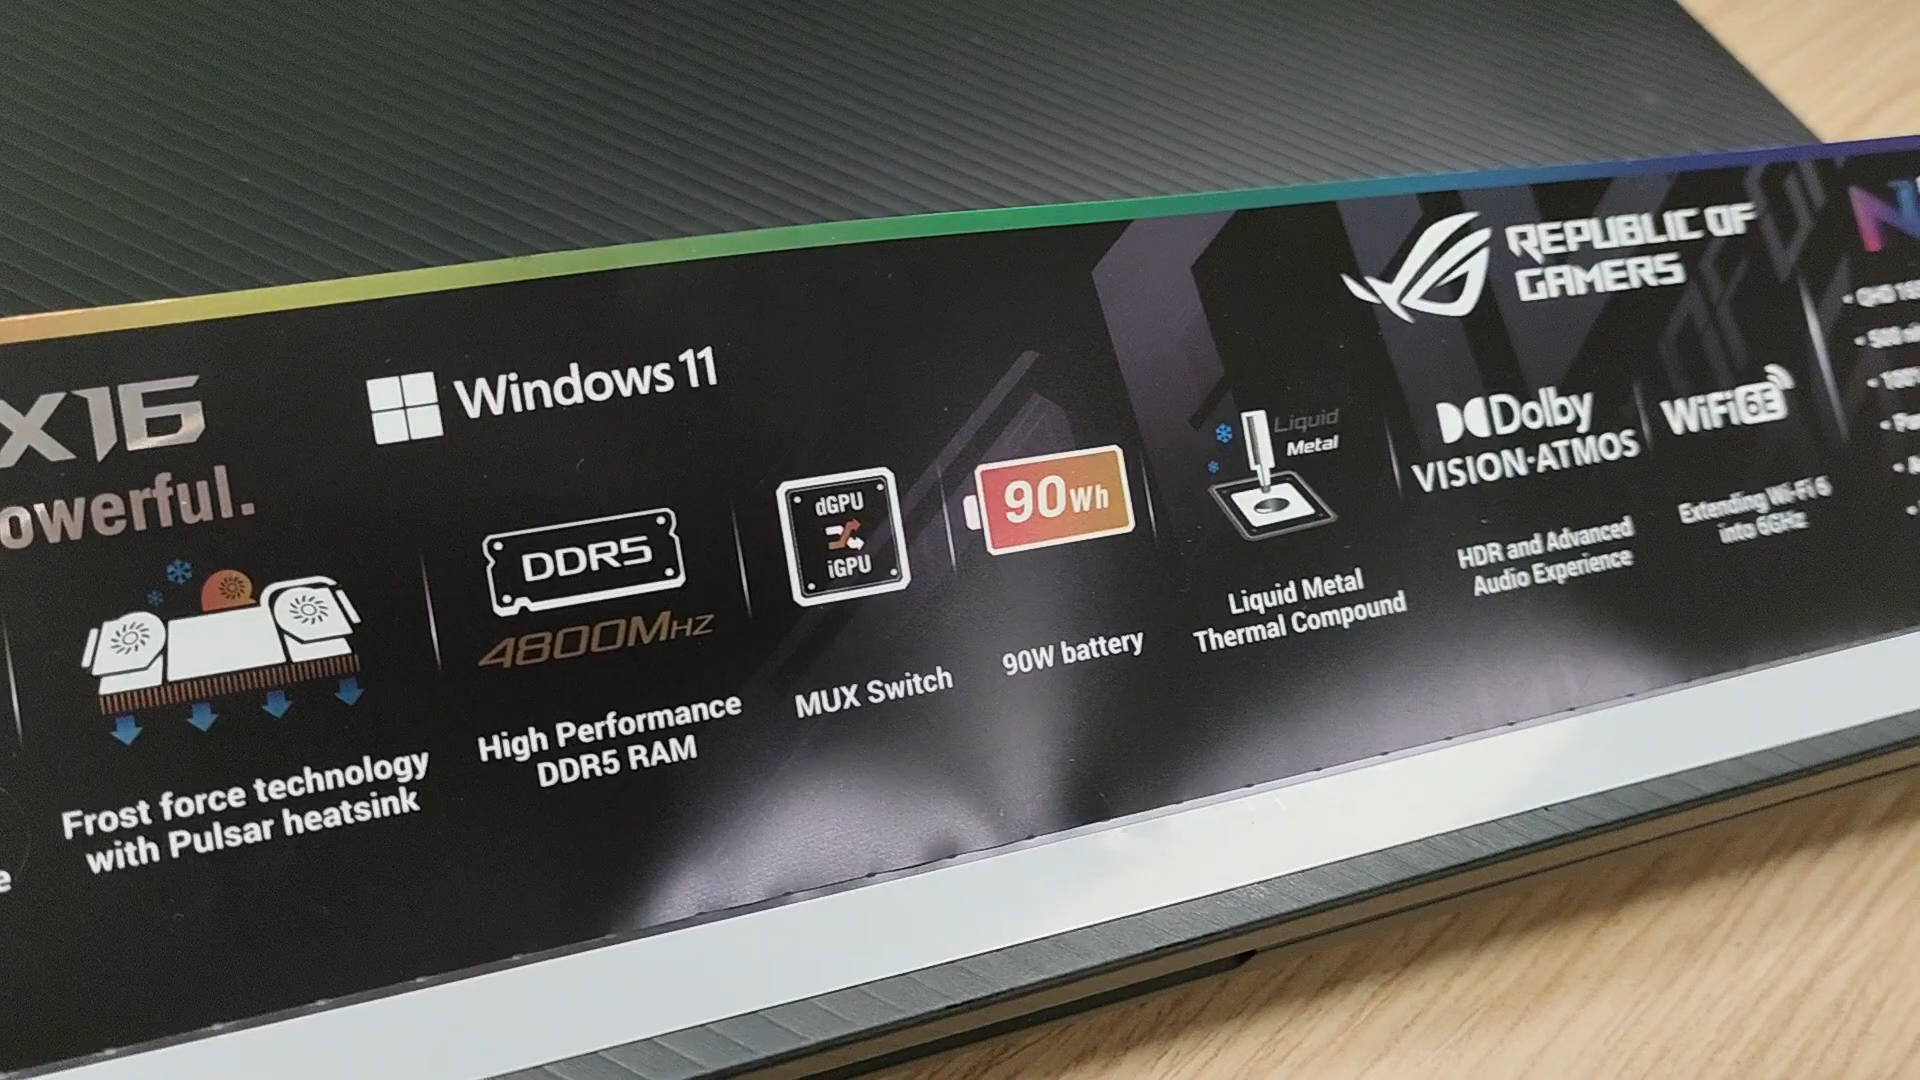 X16
owerful.
Windows 11
REPUBLIC OF
GAMERS
Frost force technology
with Pulsar heatsink
DDR5
4800MHZ
High Performance
DDR5 RAM
dGPU
iGPU
MUX Switch
90Wh
90W battery
Liquid
Metal
Liquid Metal
Thermal Compound
Dolby
VISION·ATMOS
HDR and Advanced
Audio Experience
WiFi 6E
Extending Wi-Fi 6
into 6GHz
e